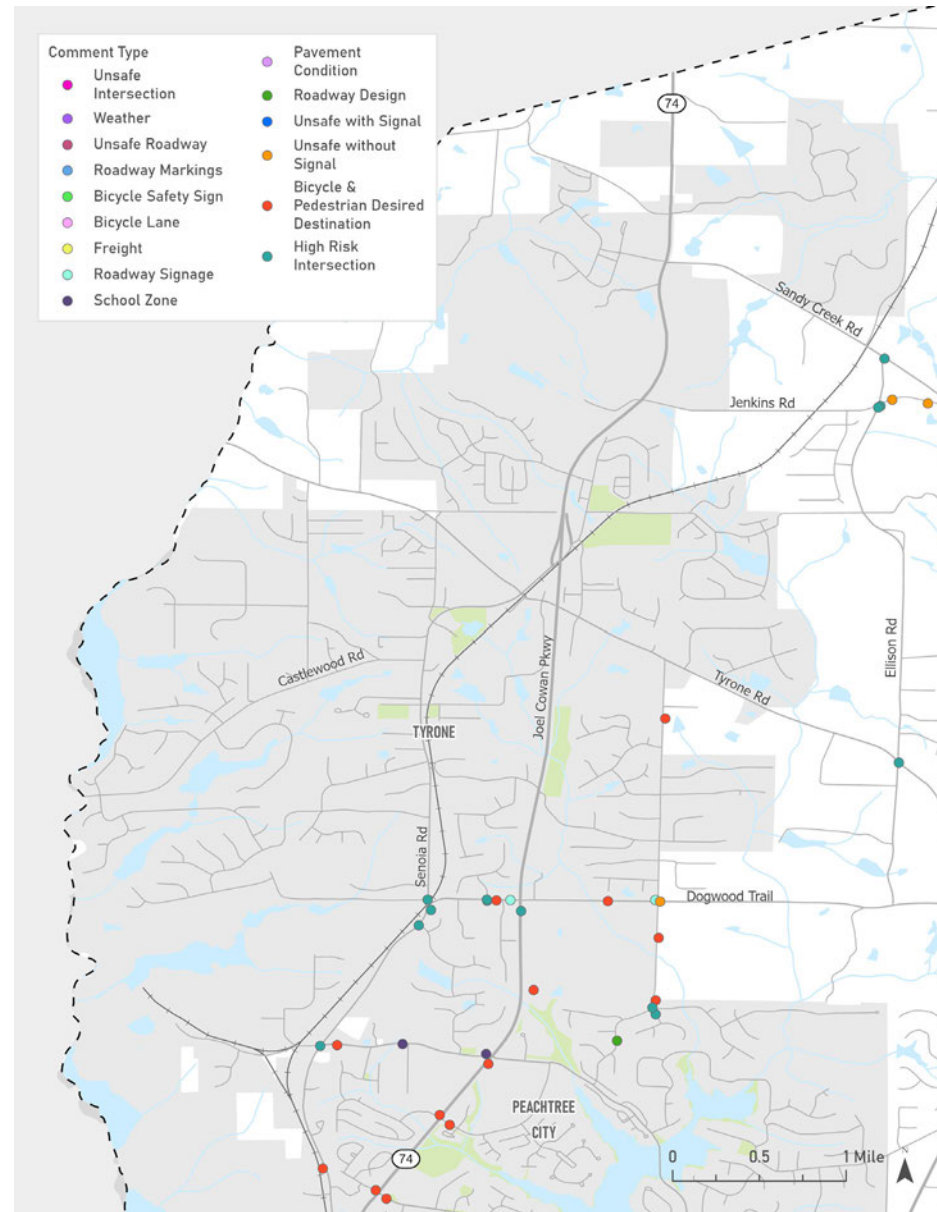 Comment Type
Unsafe
Intersection
Weather
Unsafe Roadway
Roadway Markings
Bicycle Safety Sign
Bicycle Lane
Freight
Roadway Signage
School Zone
Pavement
Condition
Roadway Design
Unsafe with Signal
Unsafe without
Signal
Bicycle &
Pedestrian Desired
Destination
High Risk
Intersection
74
Sandy Creek Rd
Jenkins Rd
Ellison Rd
Castlewood Rd
Joel Cowan Pkwy
Tyrone Rd
TYRONE
Senoia Rd
Dogwood Trail
PEACHTREE
CITY
74
0 0.5 1 Mile
N